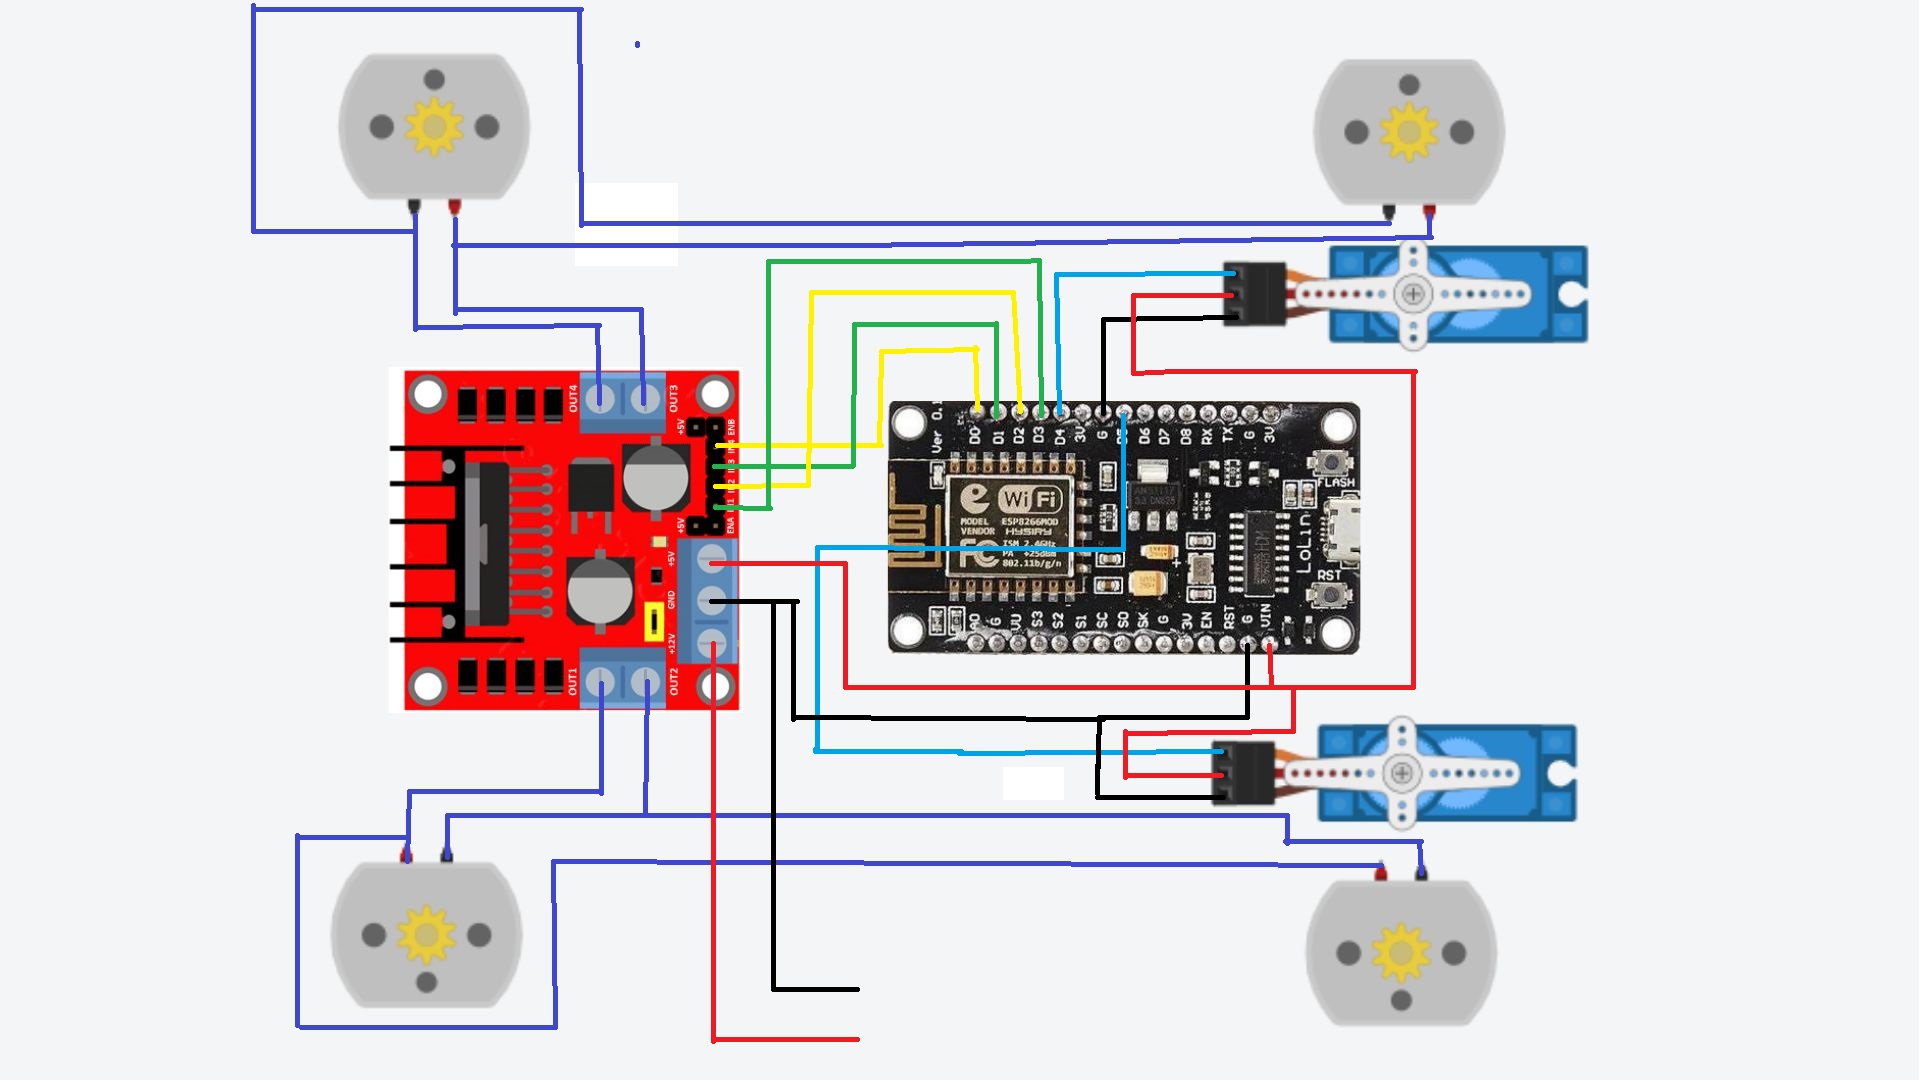 OUT4
OUT3
+5V
ENB
IN4
IN3
IN2
IN1
+5V
ENA
+5V
GND
+12V
OUT1
OUT2
Ver 0.1
D0 D1 D2 D3 D4 3V G D5 D6 D7 D8 RX TX G 3V
WiFi
MODEL ESP8266MOD
VENDOR
FC
ISM 2.4GHz
PA +25dBm
802.11b/g/n
FLASH
LoLin
RST
A0 G VU S3 S2 S1 SC SO SK G 3V EN RST G VIN